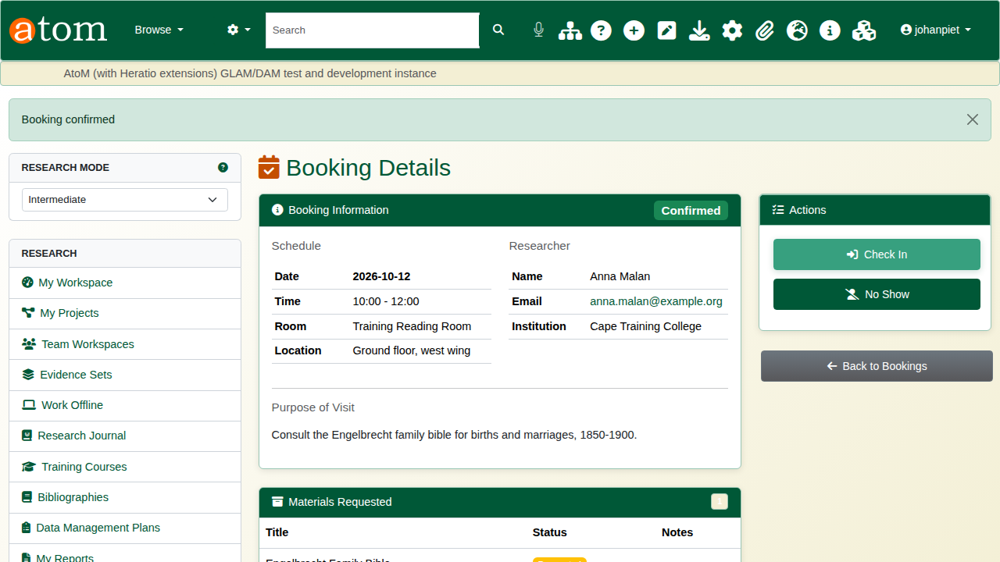 atom
Browse
Search
johanpiet
AtoM (with Heratio extensions) GLAM/DAM test and development instance
Booking confirmed
RESEARCH MODE
Intermediate
RESEARCH
My Workspace
My Projects
Team Workspaces
Evidence Sets
Work Offline
Research Journal
Training Courses
Bibliographies
Data Management Plans
My Reports
Booking Details
Booking Information
Confirmed
Schedule
Date 2026-10-12
Time 10:00 - 12:00
Room Training Reading Room
Location Ground floor, west wing
Researcher
Name Anna Malan
Email anna.malan@example.org
Institution Cape Training College
Purpose of Visit
Consult the Engelbrecht family bible for births and marriages, 1850-1900.
Materials Requested
Title Status Notes
Engelbrecht Family Bible
Actions
Check In
No Show
Back to Bookings